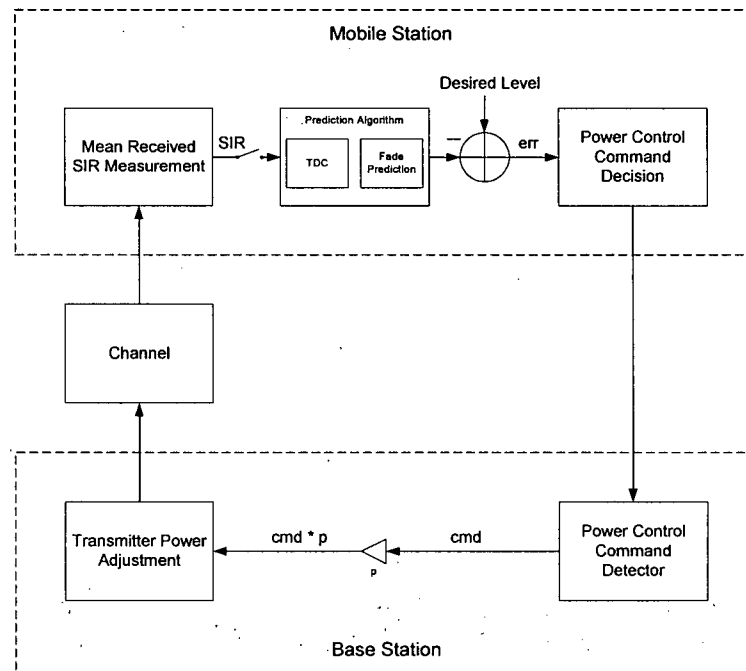 Mobile Station
Desired Level
Mean Received
SIR Measurement
SIR
Prediction Algorithm
TDC
Fade
Prediction
err
Power Control
Command
Decision
Channel
Transmitter Power
Adjustment
cmd * p
p
cmd
Power Control
Command
Detector
Base Station